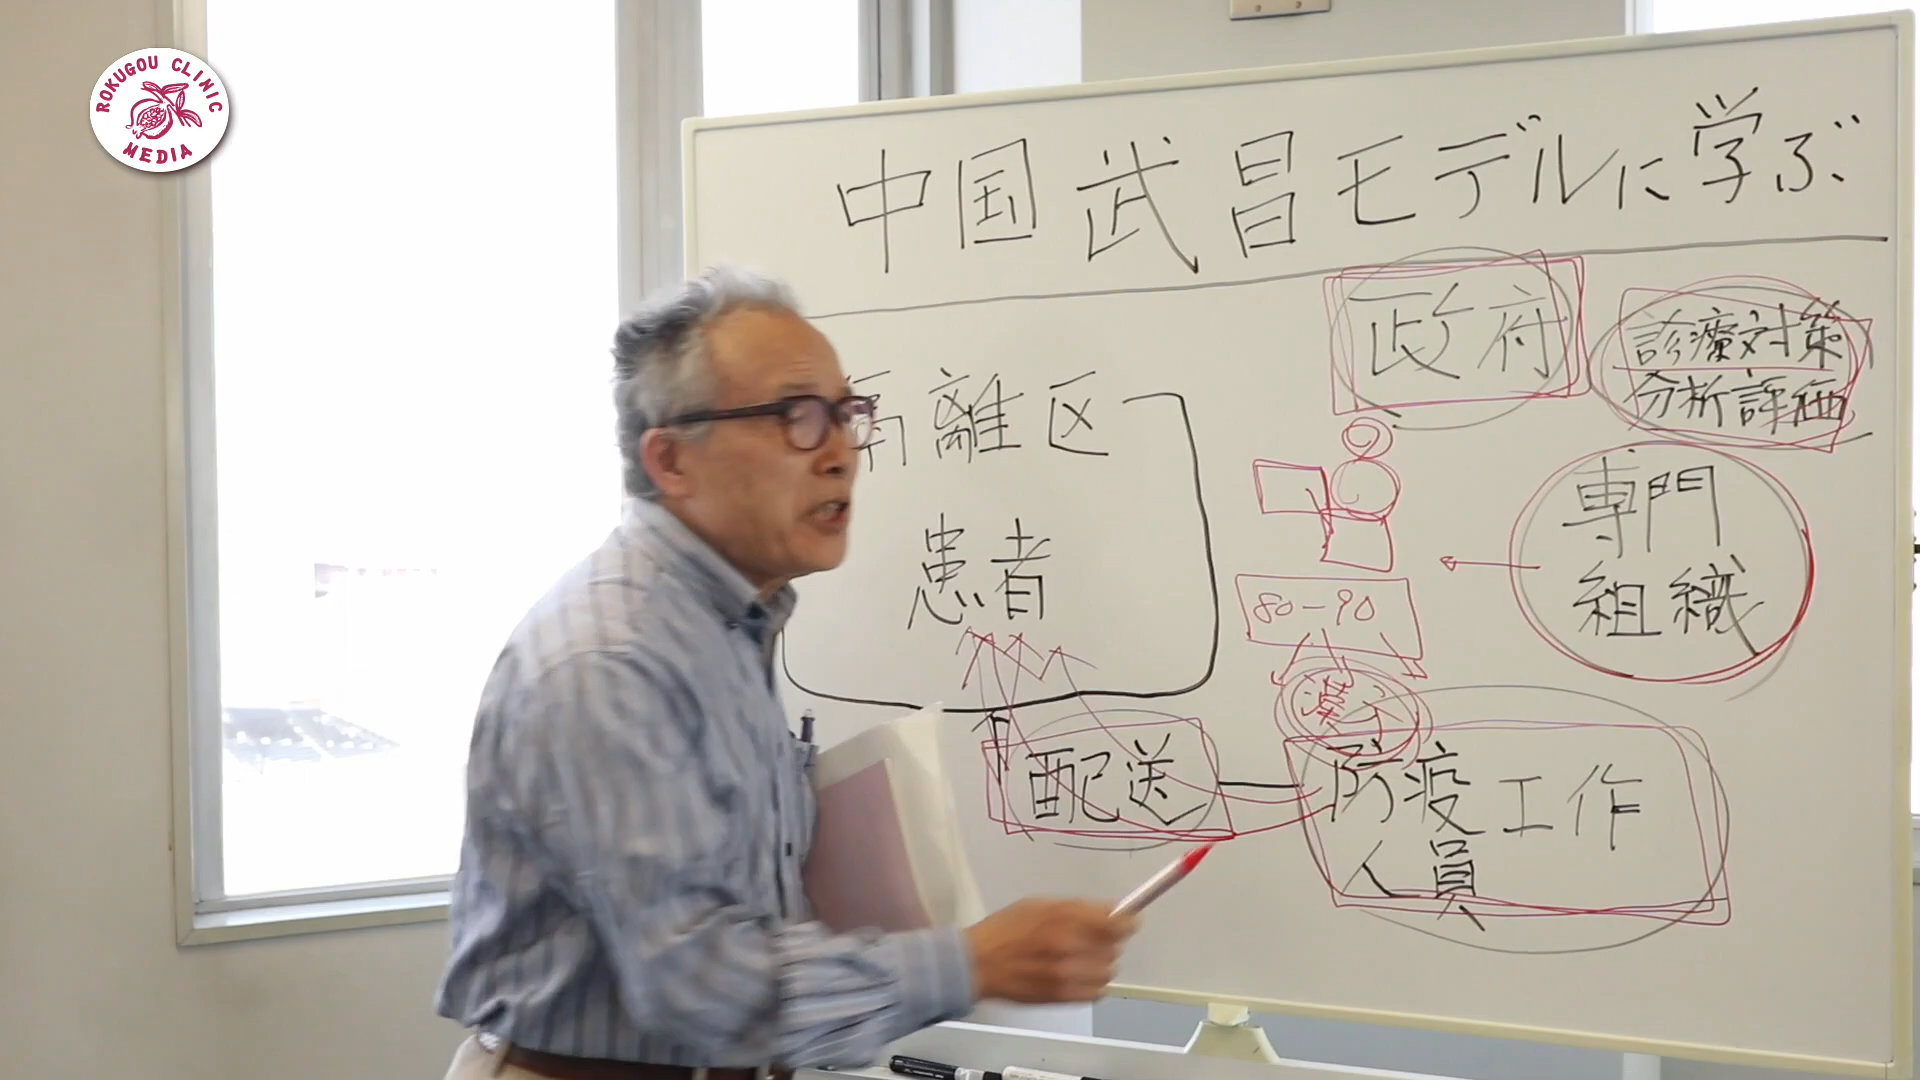 ROKUGOU CLINIC
MEDIA
中国武昌モデルに学ぶ
政府
診療対策
分析評価
離区
専門
組織
患者
80-90
漢方
配送
防疫工作
人員